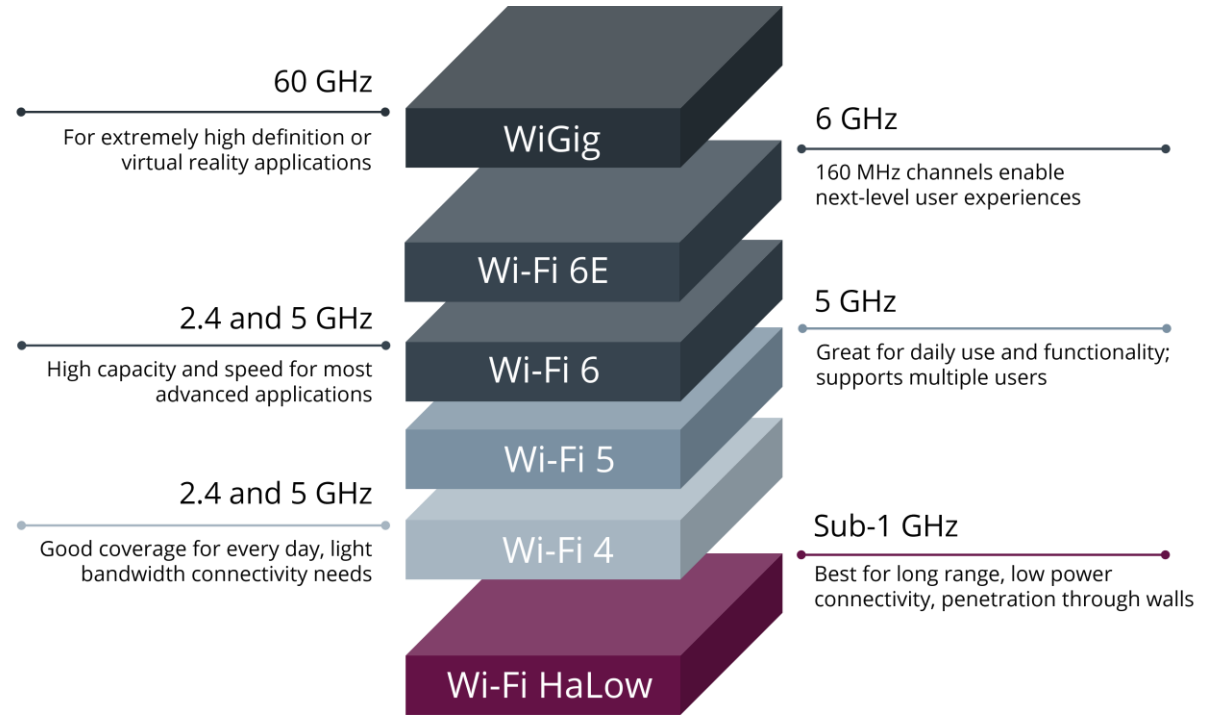 60 GHz
For extremely high definition or
virtual reality applications
WiGig
6 GHz
160 MHz channels enable
next-level user experiences
Wi-Fi 6E
2.4 and 5 GHz
High capacity and speed for most
advanced applications
Wi-Fi 6
5 GHz
Great for daily use and functionality;
supports multiple users
Wi-Fi 5
2.4 and 5 GHz
Good coverage for every day, light
bandwidth connectivity needs
Wi-Fi 4
Sub-1 GHz
Best for long range, low power
connectivity, penetration through walls
Wi-Fi HaLow